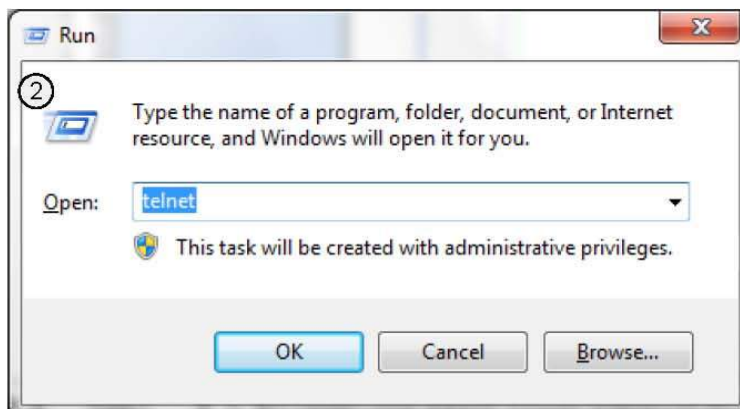 Run
2
Type the name of a program, folder, document, or Internet
resource, and Windows will open it for you.
Open:
telnet
This task will be created with administrative privileges.
OK
Cancel
Browse...